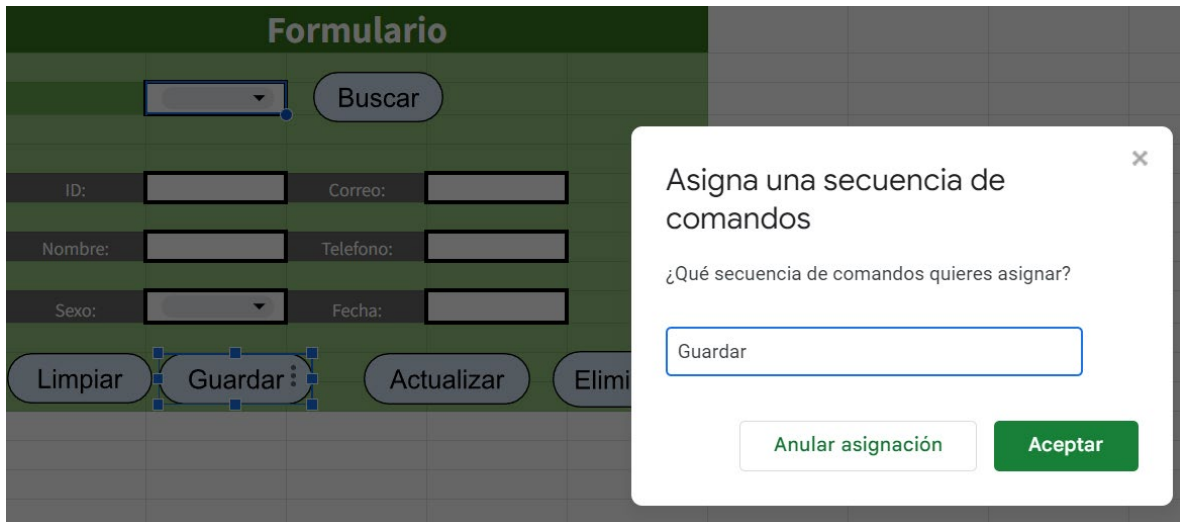 Formulario
Buscar
ID:
Correo:
Nombre:
Telefono:
Sexo:
Fecha:
Limpiar
Guardar
Actualizar
Elimi
Asigna una secuencia de
comandos
¿Qué secuencia de comandos quieres asignar?
Guardar
Anular asignación
Aceptar